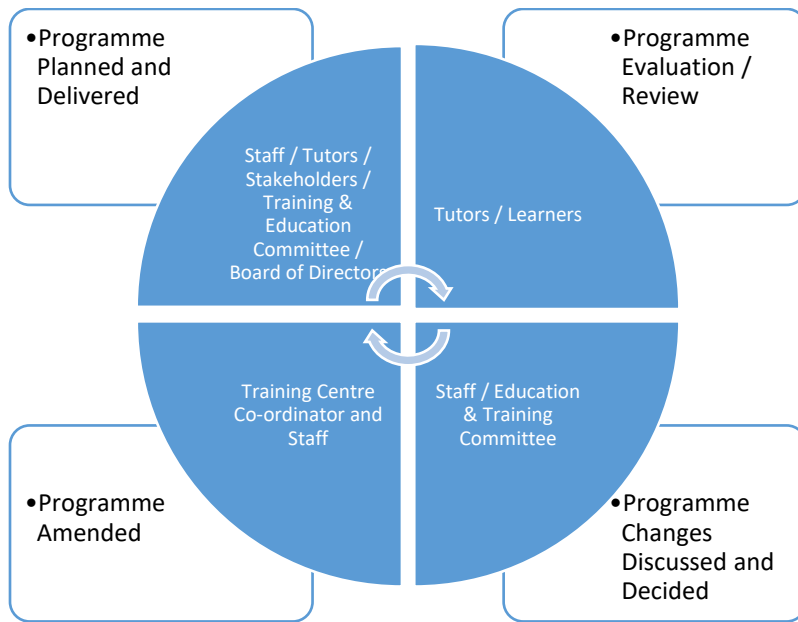 •Programme
Planned and
Delivered
•Programme
Evaluation /
Review
Staff / Tutors /
Stakeholders /
Training &
Education
Committee /
Board of Directors
Tutors / Learners
Training Centre
Co-ordinator and
Staff
Staff / Education
& Training
Committee
•Programme
Amended
•Programme
Changes
Discussed and
Decided